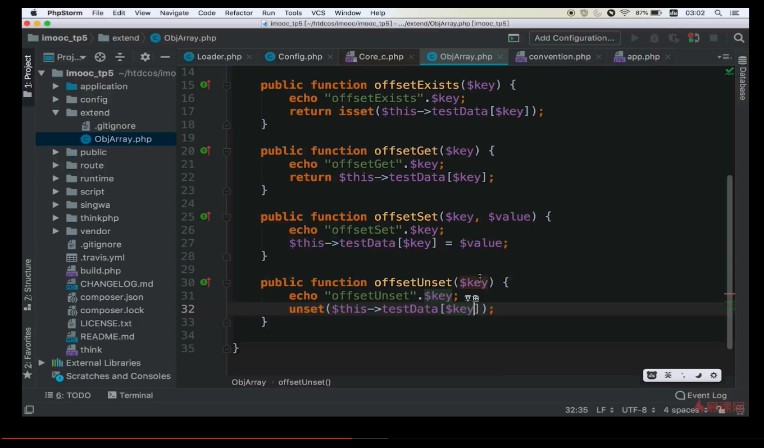 PhpStorm File Edit View Navigate Code Refactor Run Tools VCS Window Help 87% 03:02
imooc_tp5 [~/htdocs/imooc/imooc_tp5] - .../extend/ObjArray.php [imooc_tp5]
imooc_tp5 extend ObjArray.php Add Configuration...
1: Project
Proj... Loader.php Config.php Core_c.php ObjArray.php convention.php app.php
imooc_tp5 ~/htdcos/imo
application
config
extend
.gitignore
ObjArray.php
public
route
runtime
script
singwa
thinkphp
vendor
.gitignore
.travis.yml
build.php
CHANGELOG.md
composer.json
composer.lock
LICENSE.txt
README.md
think
External Libraries
Scratches and Consoles
14
15 public function offsetExists($key) {
16 echo "offsetExists".$key;
17 return isset($this->testData[$key]);
18 }
19
20 public function offsetGet($key) {
21 echo "offsetGet".$key;
22 return $this->testData[$key];
23 }
24
25 public function offsetSet($key, $value) {
26 echo "offsetSet".$key;
27 $this->testData[$key] = $value;
28 }
29
30 public function offsetUnset($key) {
31 echo "offsetUnset".$key;
32 unset($this->testData[$key]);
33 }
34
35 }
Database
7: Structure
2: Favorites
英
ObjArray › offsetUnset()
6: TODO Terminal Event Log
32:35 LF UTF-8 4 spaces